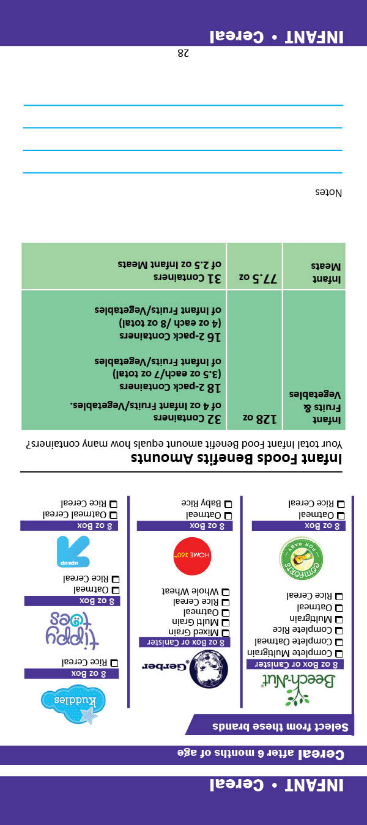 INFANT • Cereal
Cereal after 6 months of age
Select from these brands
Beech-Nut
8 oz Box or Canister
Complete Multigrain
Complete Oatmeal
Complete Rice
Multigrain
Oatmeal
Rice Cereal
COMFORTS
FOR BABY
8 oz Box
Oatmeal
Rice Cereal
Gerber
8 oz Box or Canister
Mixed Grain
Multi Grain
Oatmeal
Rice Cereal
Whole Wheat
HOME 360
8 oz Box
Oatmeal
Baby Rice
Kuddles
8 oz Box
Rice Cereal
tippy toes
8 oz Box
Oatmeal
Rice Cereal
up&up
8 oz Box
Oatmeal Cereal
Rice Cereal
Infant Foods Benefits Amounts
Your total Infant Food Benefit amount equals how many containers?
Infant
Fruits &
Vegetables
128 oz
32 Containers
of 4 oz Infant Fruits/Vegetables.
18 2-pack Containers
(3.5 oz each/7 oz total)
of Infant Fruits/Vegetables
16 2-pack Containers
(4 oz each /8 oz total)
of Infant Fruits/Vegetables
Infant
Meats
77.5 oz
31 Containers
of 2.5 oz Infant Meats
Notes
28
INFANT • Cereal